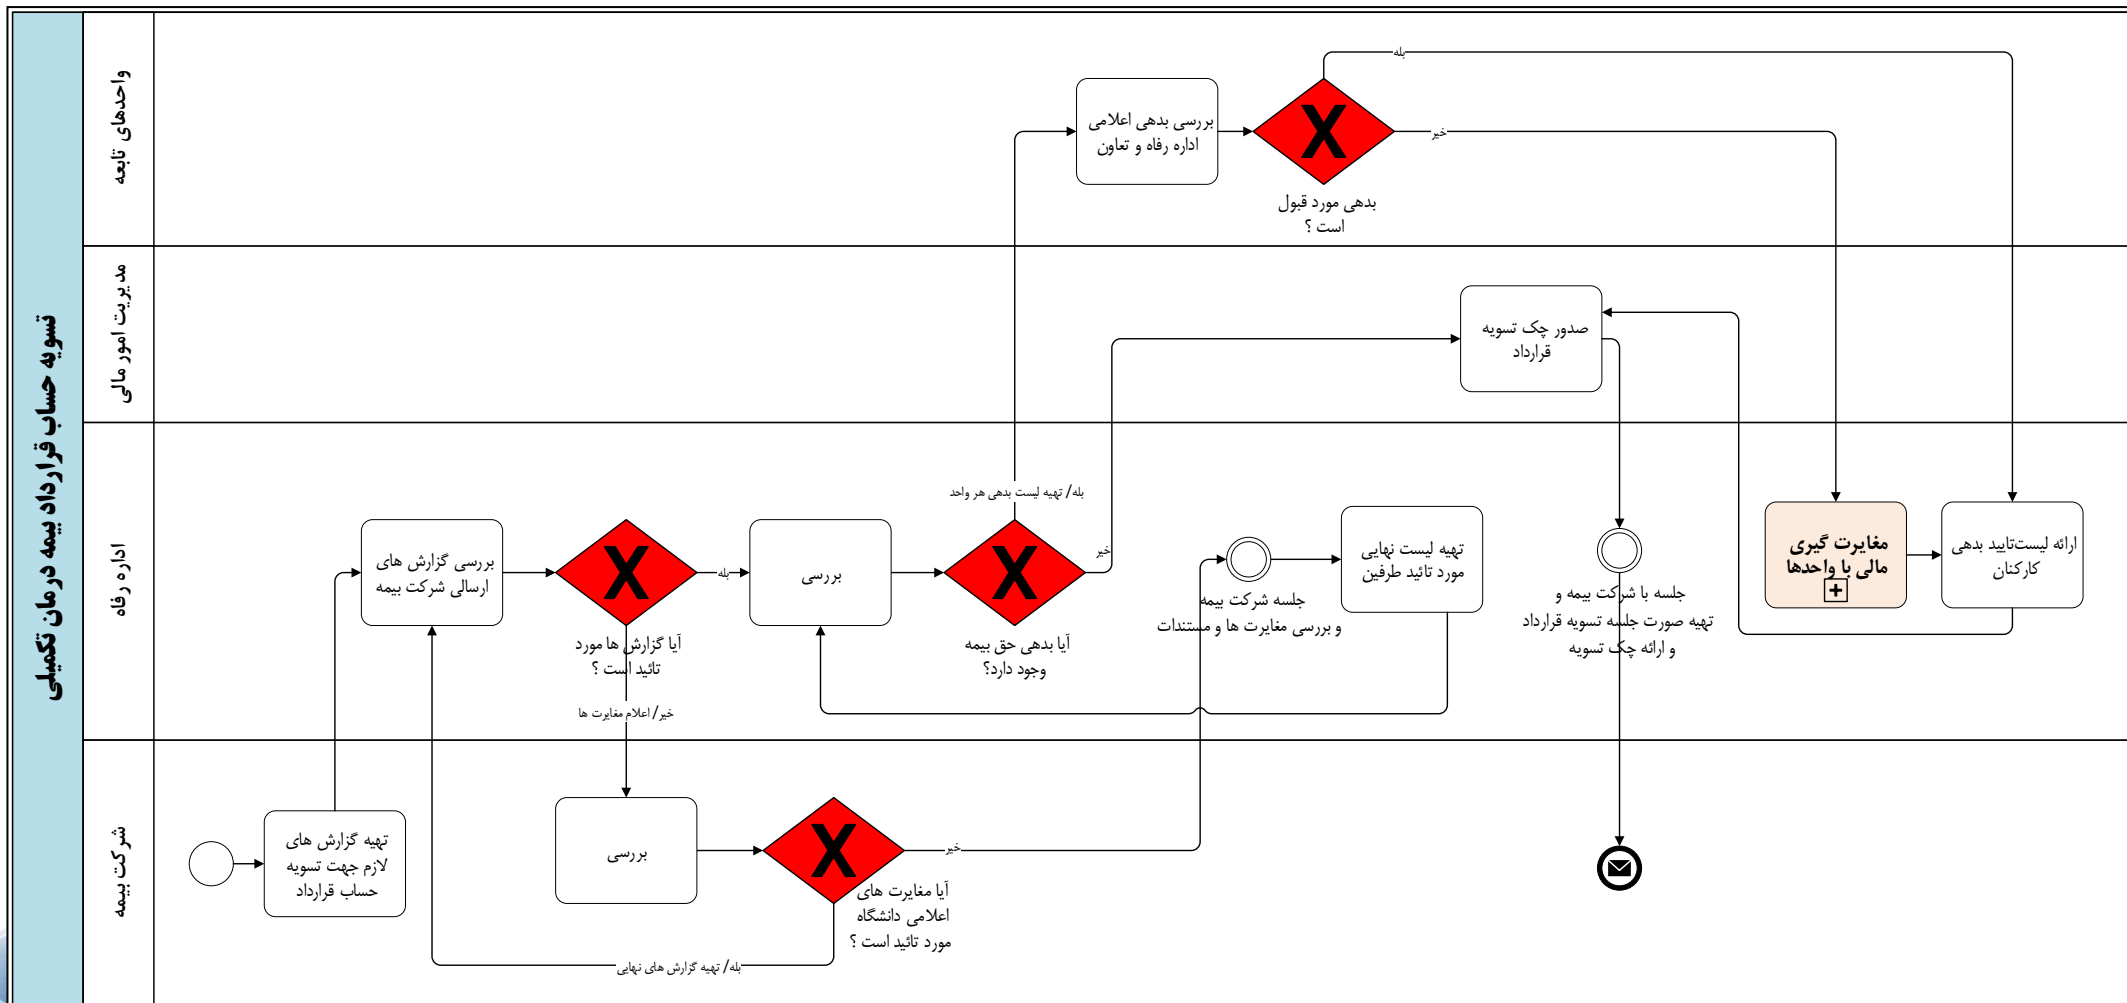 تسویه حساب قرارداد بیمه درمان تکمیلی
واحدهای تابعه
بررسی بدهی اعلامی
اداره رفاه و تعاون
بدهی مورد قبول
است ؟
بله
خیر
مدیریت امور مالی
صدور چک تسویه
قرارداد
اداره رفاه
بررسی گزارش های
ارسالی شرکت بیمه
آیا گزارش ها مورد
تائید است ؟
بله
خیر/ اعلام مغایرت ها
بررسی
بله/ تهیه لیست بدهی هر واحد
آیا بدهی حق بیمه
وجود دارد؟
خیر
جلسه شرکت بیمه
و بررسی مغایرت ها و مستندات
تهیه لیست نهایی
مورد تائید طرفین
جلسه با شرکت بیمه و
تهیه صورت جلسه تسویه قرارداد
و ارائه چک تسویه
مغایرت گیری
مالی با واحدها
ارائه لیست‌تایید بدهی
کارکنان
شرکت بیمه
تهیه گزارش های
لازم جهت تسویه
حساب قرارداد
بررسی
آیا مغایرت های
اعلامی دانشگاه
مورد تائید است ؟
خیر
بله/ تهیه گزارش های نهایی